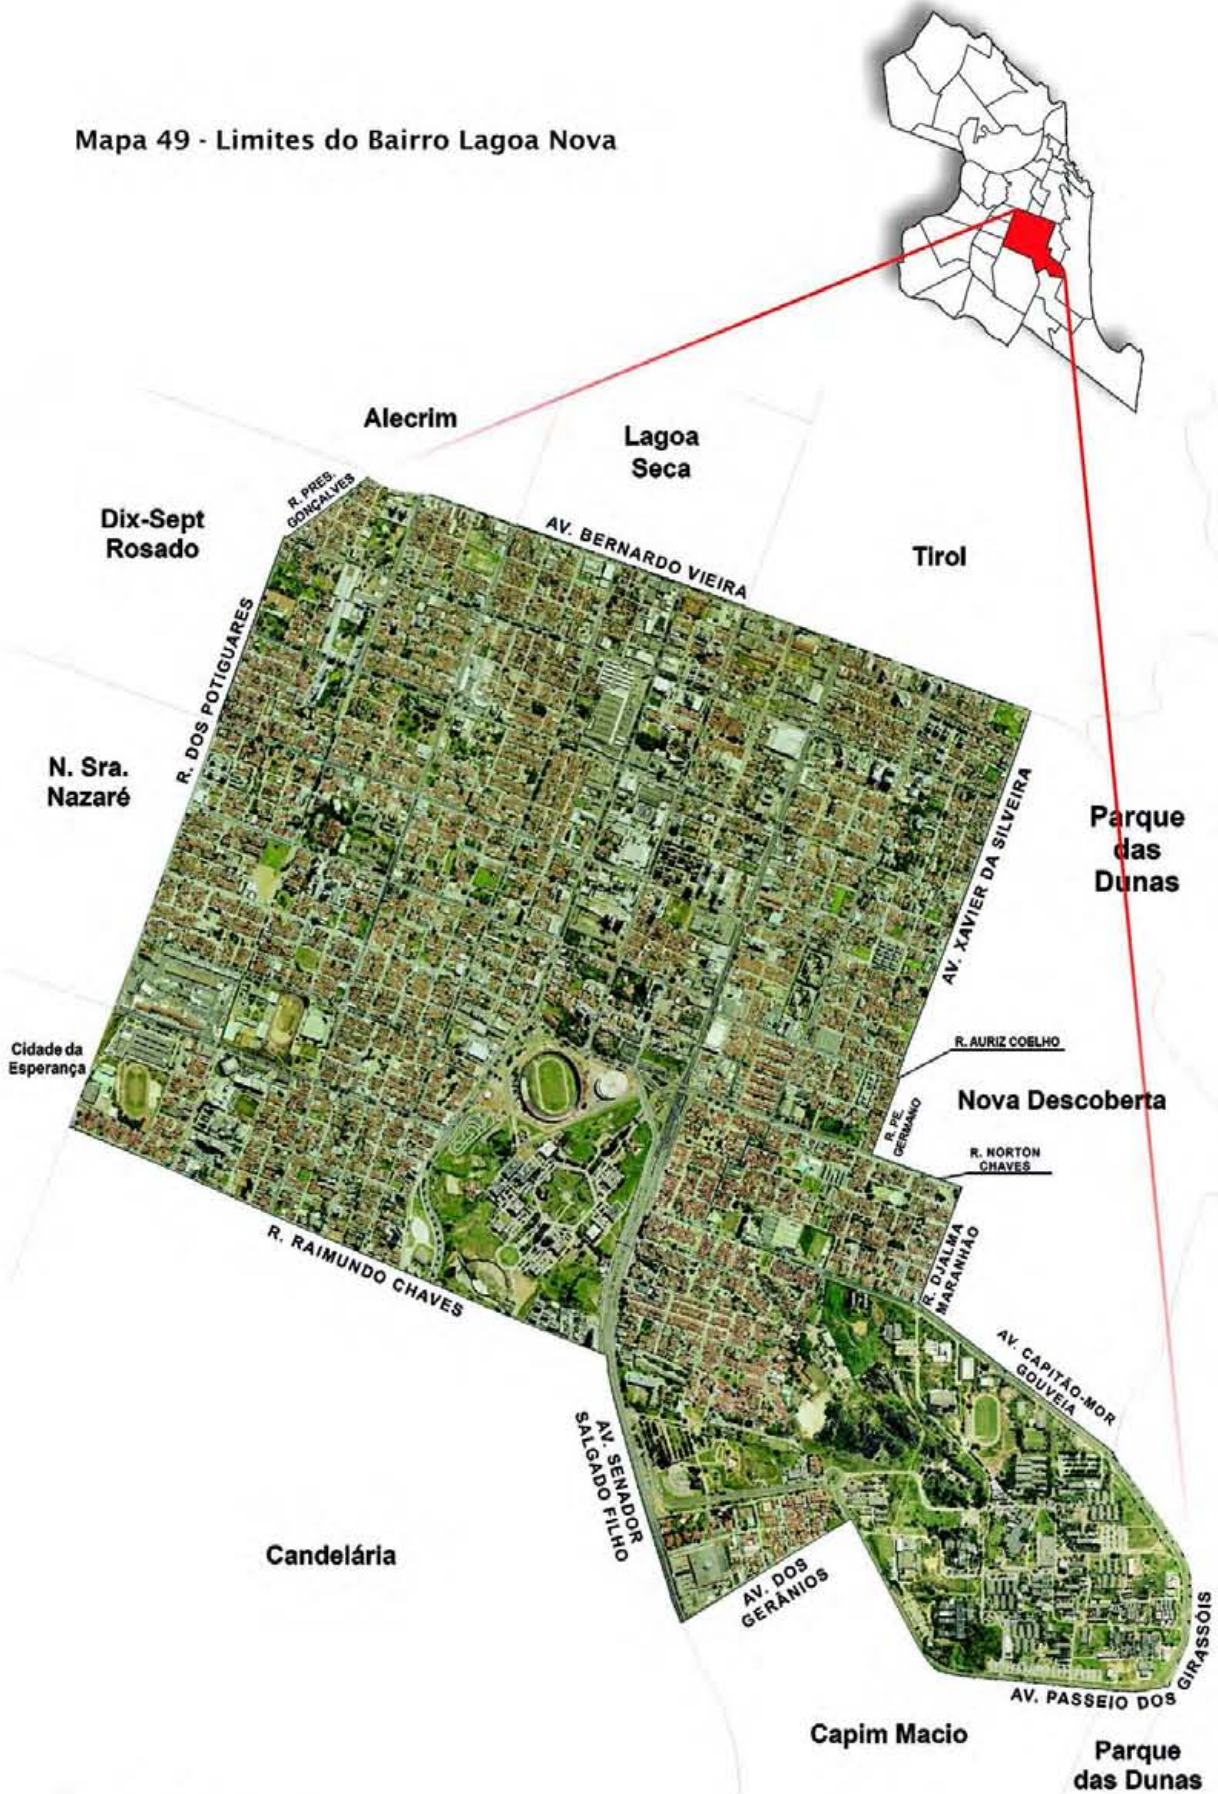 Mapa 49 - Limites do Bairro Lagoa Nova
Alecrim
Lagoa
Seca
R. PRES.
GONÇALVES
Dix-Sept
Rosado
AV. BERNARDO VIEIRA
Tirol
R. DOS POTIGUARES
N. Sra.
Nazaré
AV. XAVIER DA SILVEIRA
Parque
das
Dunas
Cidade da
Esperança
R. AURIZ COELHO
Nova Descoberta
R. PE.
GERMANO
R. NORTON
CHAVES
R. RAIMUNDO CHAVES
R. DJALMA
MARANHÃO
AV. CAPITÃO-MOR
GOUVEIA
AV. SENADOR
SALGADO FILHO
Candelária
AV. DOS
GERÂNIOS
AV. PASSEIO DOS GIRASSÓIS
Capim Macio
Parque
das Dunas